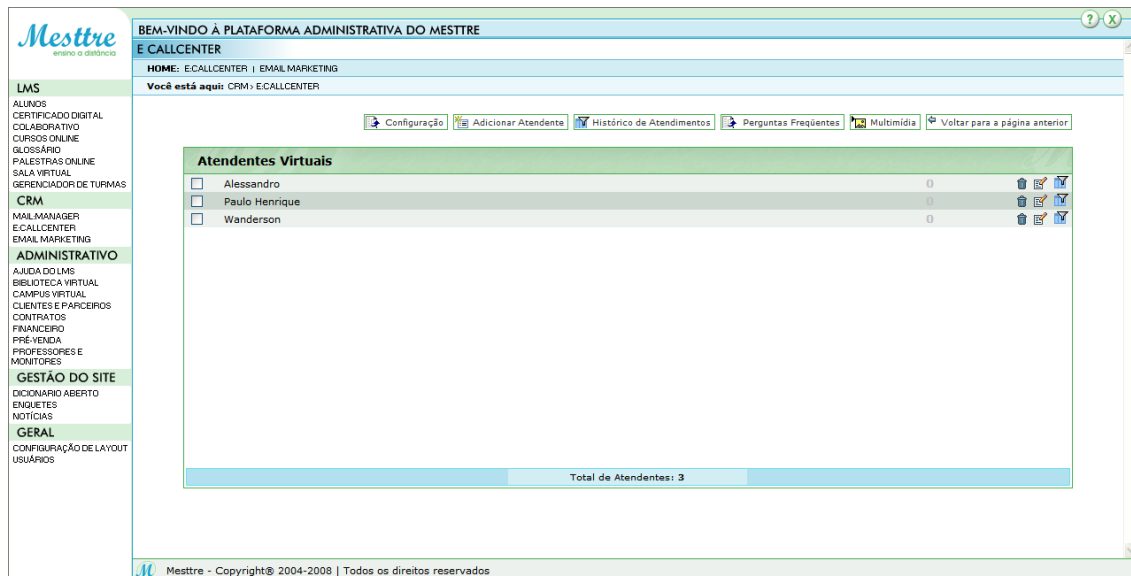 Mesttre
ensino a distância
BEM-VINDO À PLATAFORMA ADMINISTRATIVA DO MESTTRE
? X
E CALLCENTER
HOME: E:CALLCENTER | EMAIL MARKETING
Você está aqui: CRM › E:CALLCENTER
LMS
ALUNOS
CERTIFICADO DIGITAL
COLABORATIVO
CURSOS ONLINE
GLOSSÁRIO
PALESTRAS ONLINE
SALA VIRTUAL
GERENCIADOR DE TURMAS
CRM
MAIL:MANAGER
E:CALLCENTER
EMAIL MARKETING
ADMINISTRATIVO
AJUDA DO LMS
BIBLIOTECA VIRTUAL
CAMPUS VIRTUAL
CLIENTES E PARCEIROS
CONTRATOS
FINANCEIRO
PRÉ-VENDA
PROFESSORES E
MONITORES
GESTÃO DO SITE
DICIONARIO ABERTO
ENQUETES
NOTÍCIAS
GERAL
CONFIGURAÇÃO DE LAYOUT
USUÁRIOS
Configuração Adicionar Atendente Histórico de Atendimentos Perguntas Freqüentes Multimídia Voltar para a página anterior
Atendentes Virtuais
Alessandro 0
Paulo Henrique 0
Wanderson 0
Total de Atendentes: 3
M Mesttre - Copyright® 2004-2008 | Todos os direitos reservados